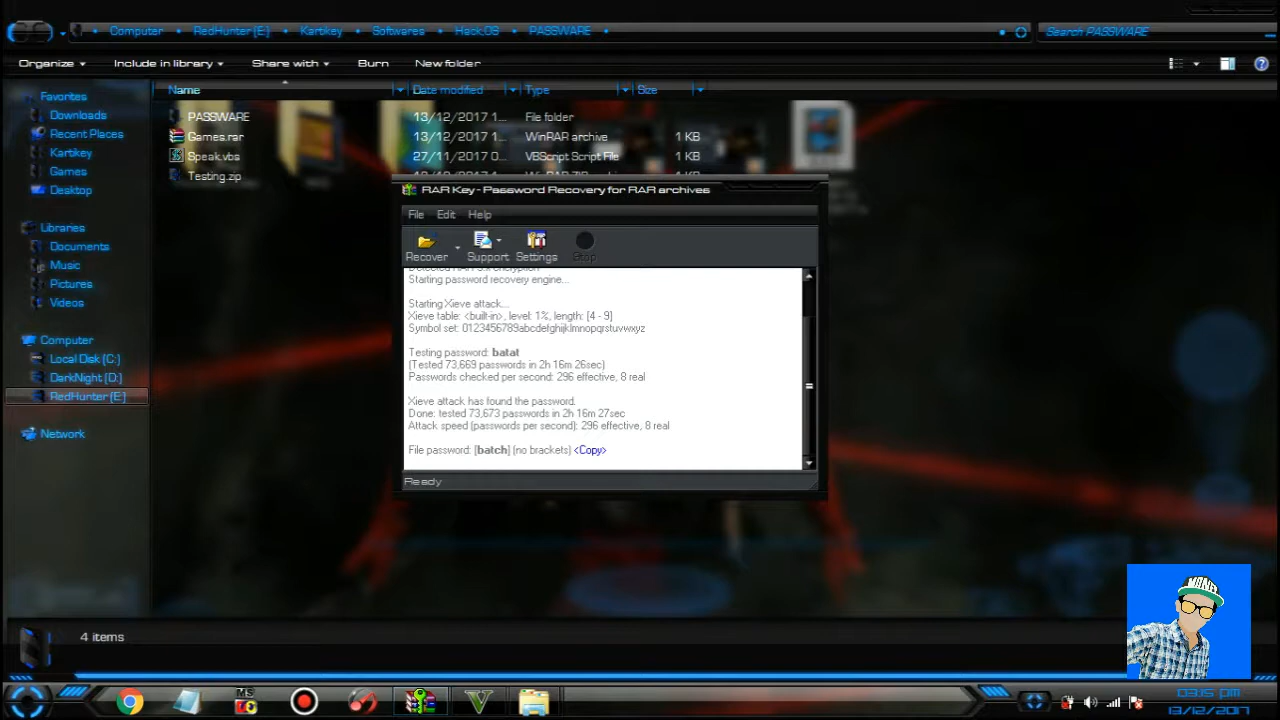 Computer RedHunter (E:) Kartikey Softwares Hack OS PASSWARE
Search PASSWARE
Organize Include in library Share with Burn New folder
Name Date modified Type Size
Favorites
Downloads
Recent Places
Kartikey
Games
Desktop
Libraries
Documents
Music
Pictures
Videos
Computer
Local Disk (C:)
DarkNight (D:)
RedHunter (E:)
Network
PASSWARE 13/12/2017 1... File folder
Games.rar 13/12/2017 1... WinRAR archive 1 KB
Speak.vbs 27/11/2017 0... VBScript Script File 1 KB
Testing.zip
RAR Key - Password Recovery for RAR archives
File Edit Help
Recover Support Settings Stop
Starting password recovery engine...
Starting Xieve attack...
Xieve table: <built-in>, level: 1%, length: [4 - 9]
Symbol set: 0123456789abcdefghijklmnopqrstuvwxyz
Testing password: batat
(Tested 73,669 passwords in 2h 16m 26sec)
Passwords checked per second: 296 effective, 8 real
Xieve attack has found the password.
Done: tested 73,673 passwords in 2h 16m 27sec
Attack speed (passwords per second): 296 effective, 8 real
File password: [batch] (no brackets) <Copy>
Ready
4 items
MS
03:15 PM
13/12/2017